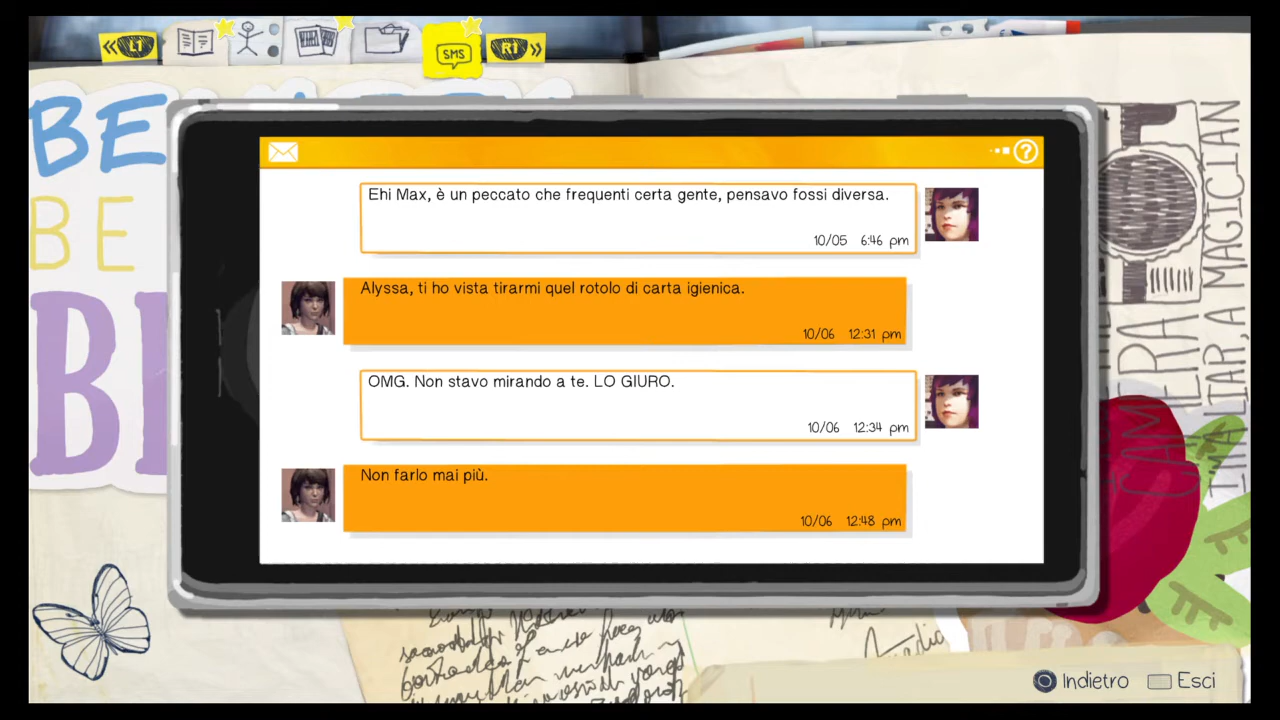 L1
SMS
R1
BE
BE
Ehi Max, è un peccato che frequenti certa gente, pensavo fossi diversa.
10/05 6:46 pm
Alyssa, ti ho vista tirarmi quel rotolo di carta igienica.
10/06 12:31 pm
OMG. Non stavo mirando a te. LO GIURO.
10/06 12:34 pm
Non farlo mai più.
10/06 12:48 pm
CAMERA
LIAR, A MAGICIAN
Indietro
Esci